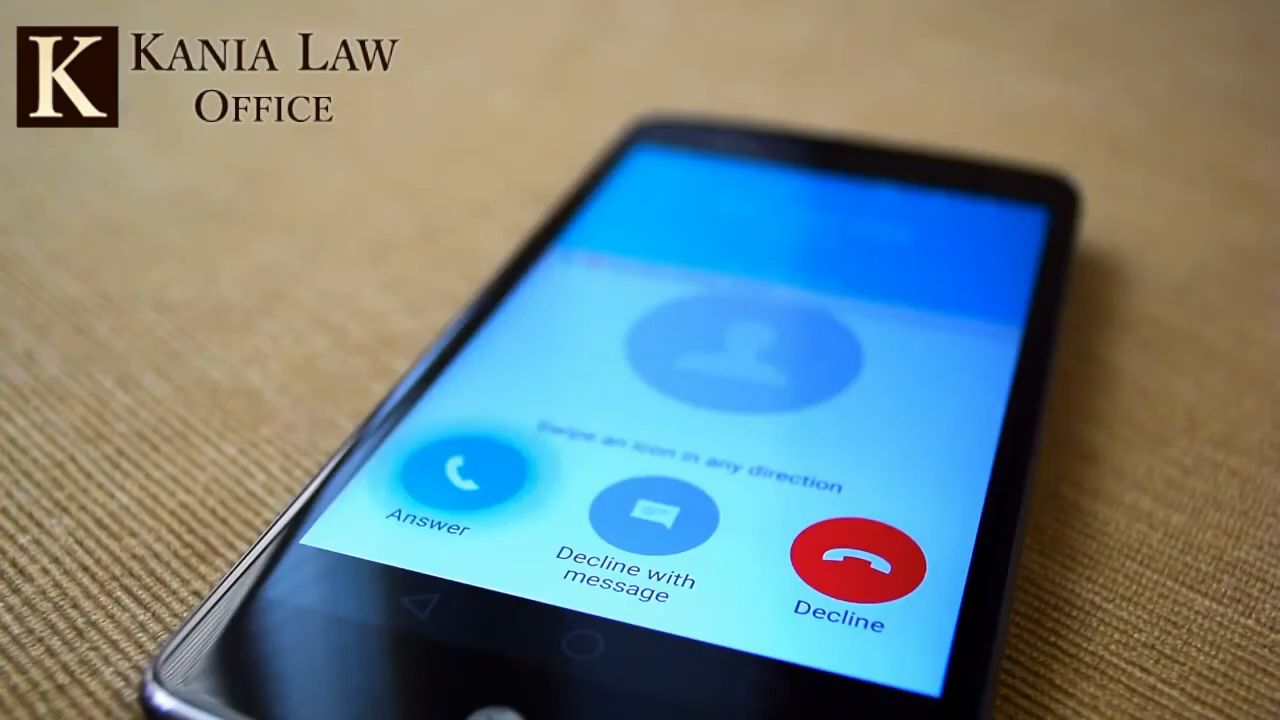 K
KANIA LAW
OFFICE
Swipe an icon in any direction
Answer
Decline with
message
Decline